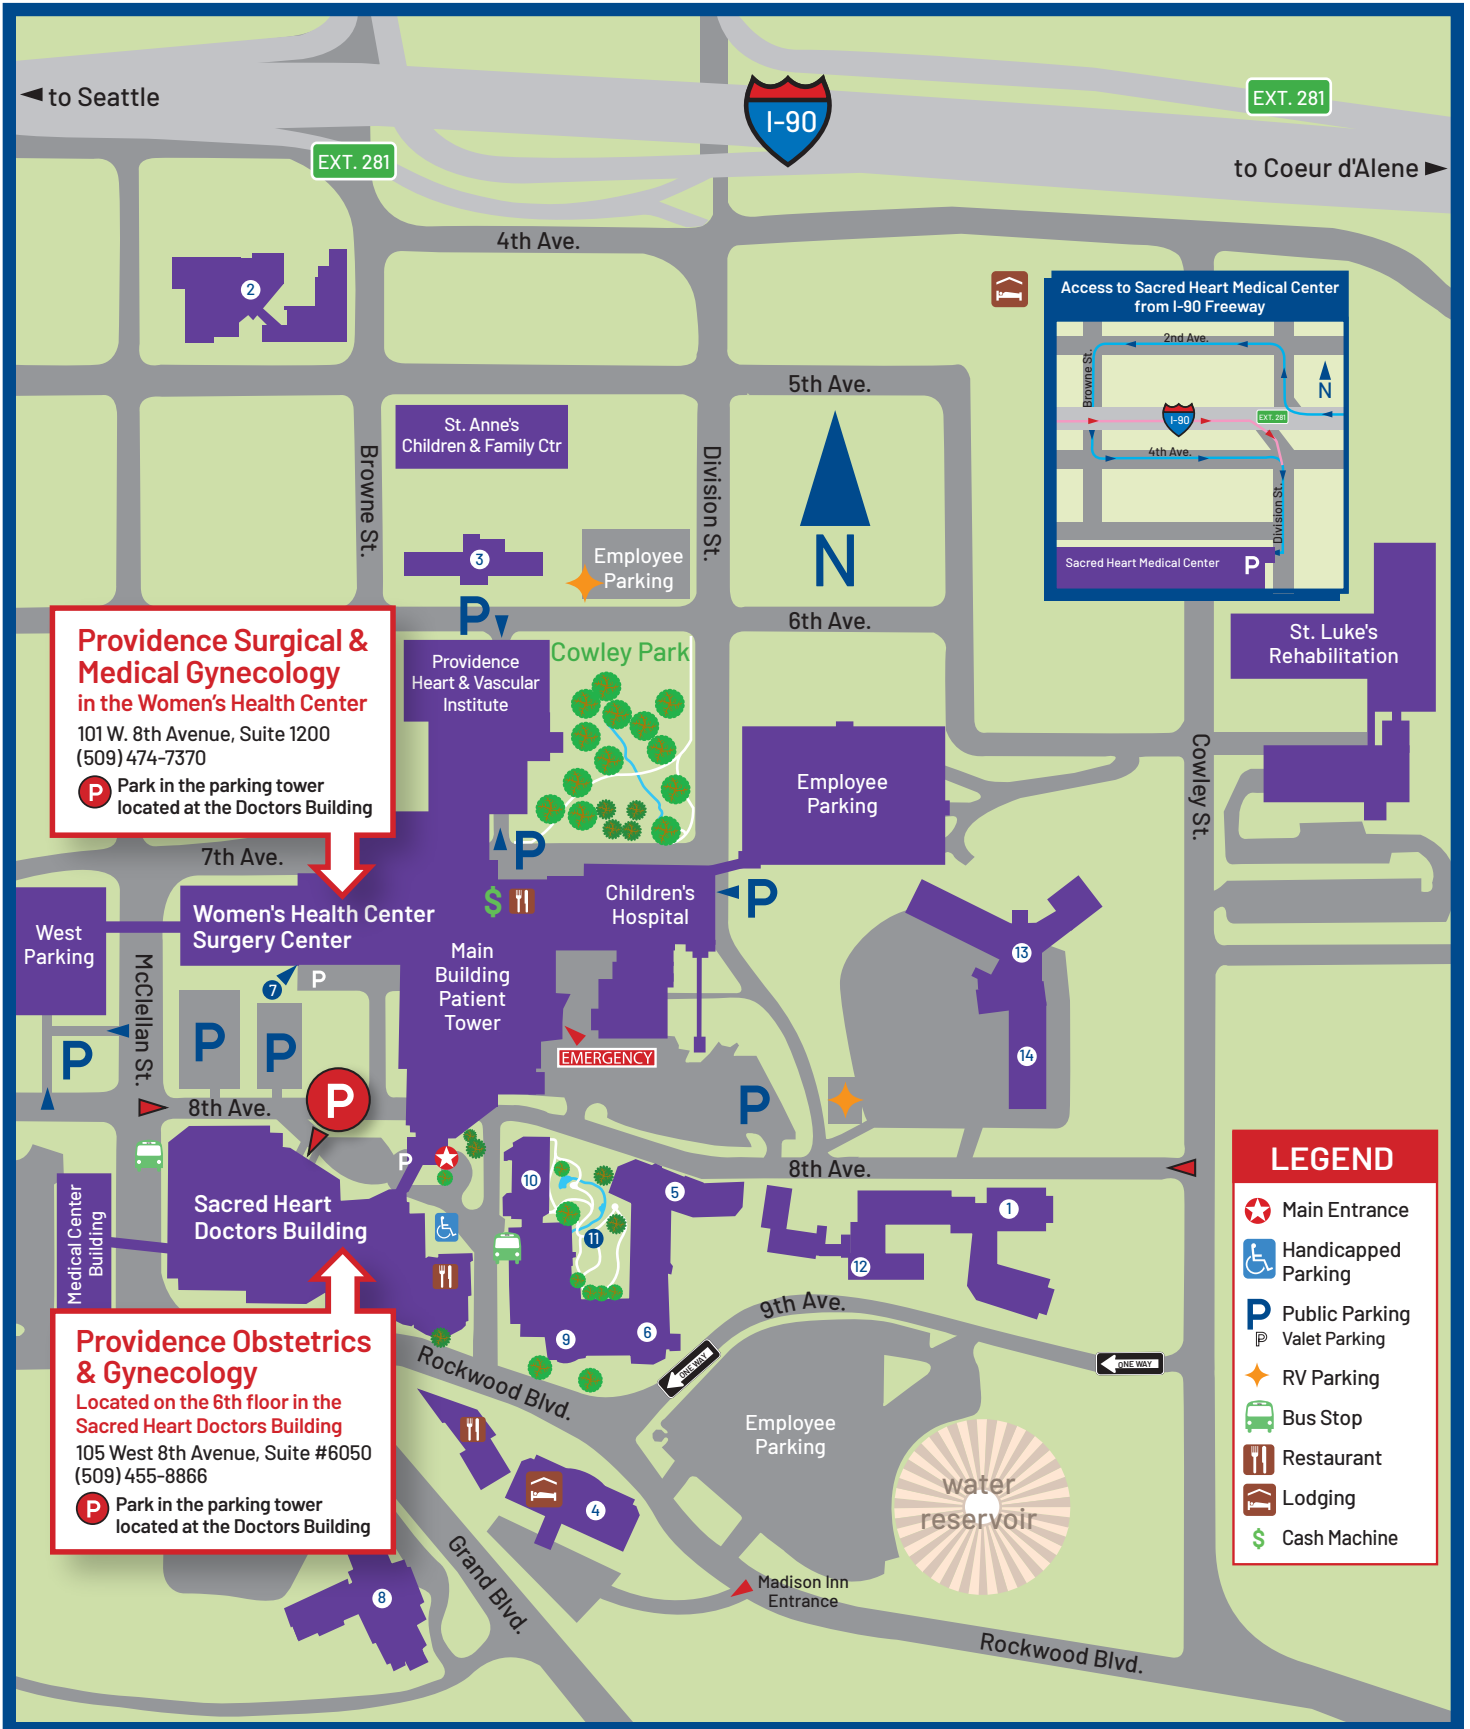 to Seattle
I-90
EXT. 281
EXT. 281
to Coeur d'Alene
4th Ave.
2
Access to Sacred Heart Medical Center
from I-90 Freeway
2nd Ave.
Browne St.
N
I-90
EXT. 281
4th Ave.
Division St.
Sacred Heart Medical Center
P
5th Ave.
St. Anne's
Children & Family Ctr
Browne St.
Division St.
N
3
Employee
Parking
P
6th Ave.
St. Luke's
Rehabilitation
Providence Surgical &
Medical Gynecology
in the Women's Health Center
101 W. 8th Avenue, Suite 1200
(509) 474-7370
P
Park in the parking tower
located at the Doctors Building
Providence
Heart & Vascular
Institute
Cowley Park
Employee
Parking
Cowley St.
7th Ave.
P
Children's
Hospital
P
$
Women's Health Center
Surgery Center
West
Parking
Main
Building
Patient
Tower
McClellan St.
7
P
P
P
P
13
14
EMERGENCY
P
P
8th Ave.
8th Ave.
P
10
5
Sacred Heart
Doctors Building
Medical Center
Building
11
1
12
9th Ave.
9
6
ONE WAY
ONE WAY
Rockwood Blvd.
Providence Obstetrics
& Gynecology
Located on the 6th floor in the
Sacred Heart Doctors Building
105 West 8th Avenue, Suite #6050
(509) 455-8866
P
Park in the parking tower
located at the Doctors Building
Employee
Parking
water
reservoir
4
Grand Blvd.
8
Madison Inn
Entrance
Rockwood Blvd.
LEGEND
Main Entrance
Handicapped
Parking
P
Public Parking
P
Valet Parking
RV Parking
Bus Stop
Restaurant
Lodging
$
Cash Machine